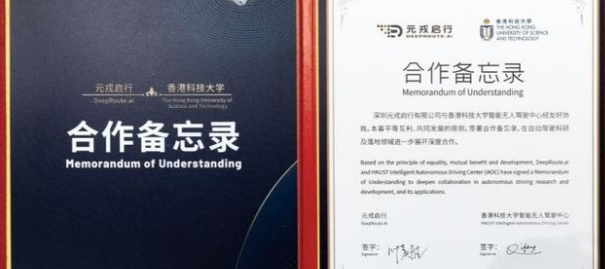 元戎启行
DeepRoute.ai
香港科技大学
The Hong Kong University of
Science and Technology
合作备忘录
Memorandum of Understanding
元戎启行
DEEPROUTE.AI
香港科技大學
THE HONG KONG
UNIVERSITY OF SCIENCE
AND TECHNOLOGY
合作备忘录
Memorandum of Understanding
深圳元戎启行有限公司与香港科技大学智能无人驾驶中心经友好协
商，本着平等互利、共同发展的原则，签署合作备忘录，在自动驾驶科研
及落地领域进一步展开深度合作。
Based on the principle of equality, mutual benefit and development, DeepRoute.ai
and HKUST Intelligent Autonomous Driving Center (IADC) have signed a Memorandum
of Understanding to deepen collaboration in autonomous driving research and
development, and its applications.
元戎启行
香港科技大学智能无人驾驶中心
DeepRoute.ai
HKUST Intelligent Autonomous Driving Center
签字：
Signature
签字：
Signature